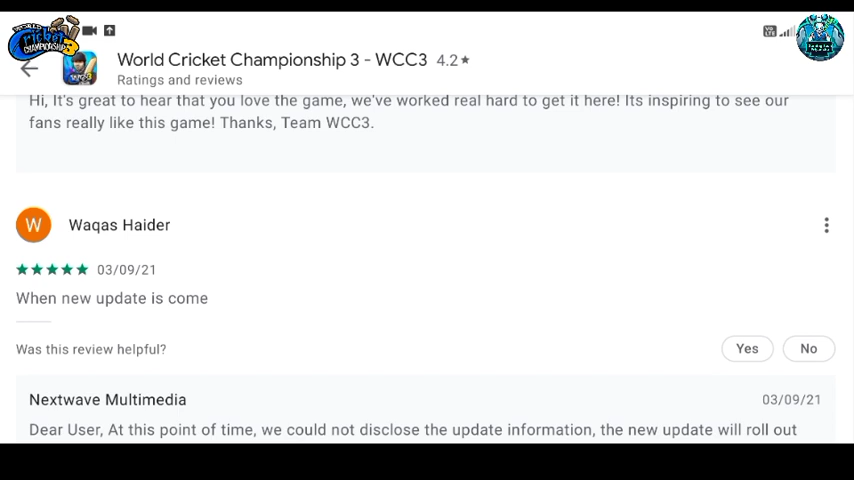 World Cricket Championship 3 - WCC3 4.2★
Ratings and reviews
Hi, It's great to hear that you love the game, we've worked real hard to get it here! Its inspiring to see our
fans really like this game! Thanks, Team WCC3.
W Waqas Haider
03/09/21
When new update is come
Was this review helpful? Yes No
Nextwave Multimedia 03/09/21
Dear User, At this point of time, we could not disclose the update information, the new update will roll out